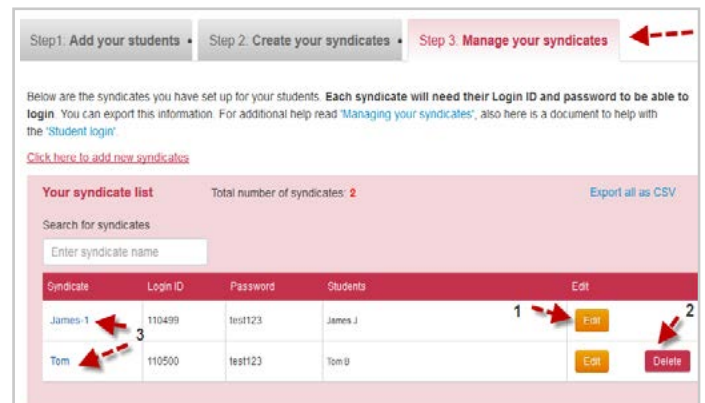 Step1. Add your students • Step 2. Create your syndicates • Step 3. Manage your syndicates
Below are the syndicates you have set up for your students. Each syndicate will need their Login ID and password to be able to
login. You can export this information. For additional help read 'Managing your syndicates', also here is a document to help with
the 'Student login'.
Click here to add new syndicates
Your syndicate list Total number of syndicates: 2 Export all as CSV
Search for syndicates
Enter syndicate name
Syndicate Login ID Password Students Edit
James-1 110499 test123 James J 1 Edit 2
3
Tom 110500 test123 Tom B Edit Delete